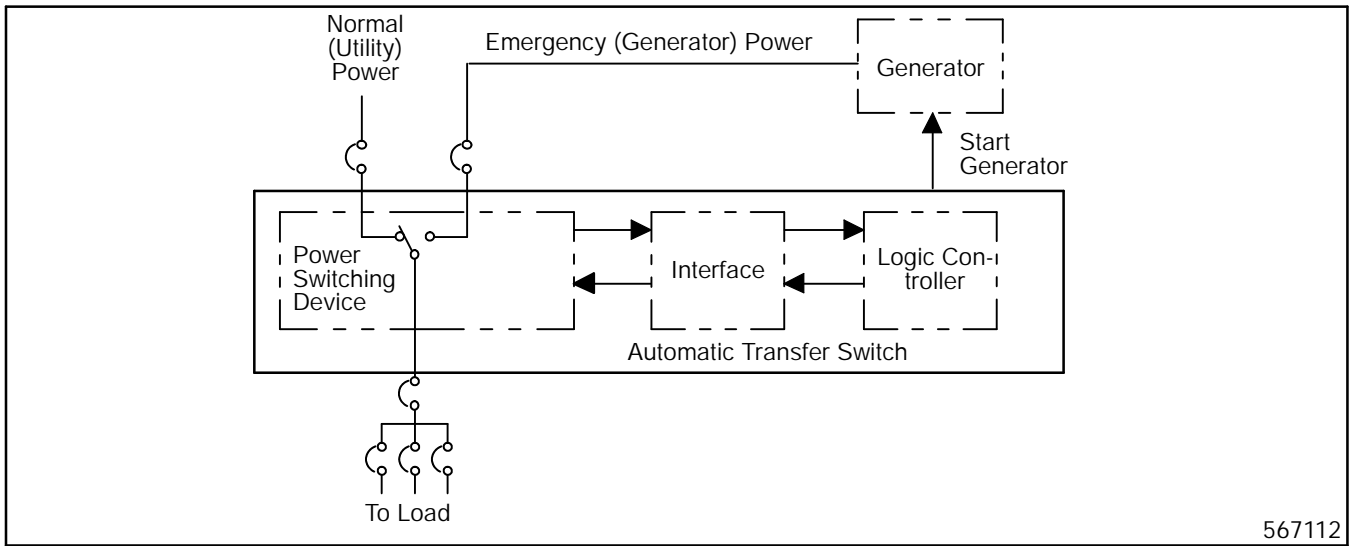 Normal
(Utility)
Power
Emergency (Generator) Power
Generator
Start
Generator
Power
Switching
Device
Interface
Logic Con-
troller
Automatic Transfer Switch
To Load
567112